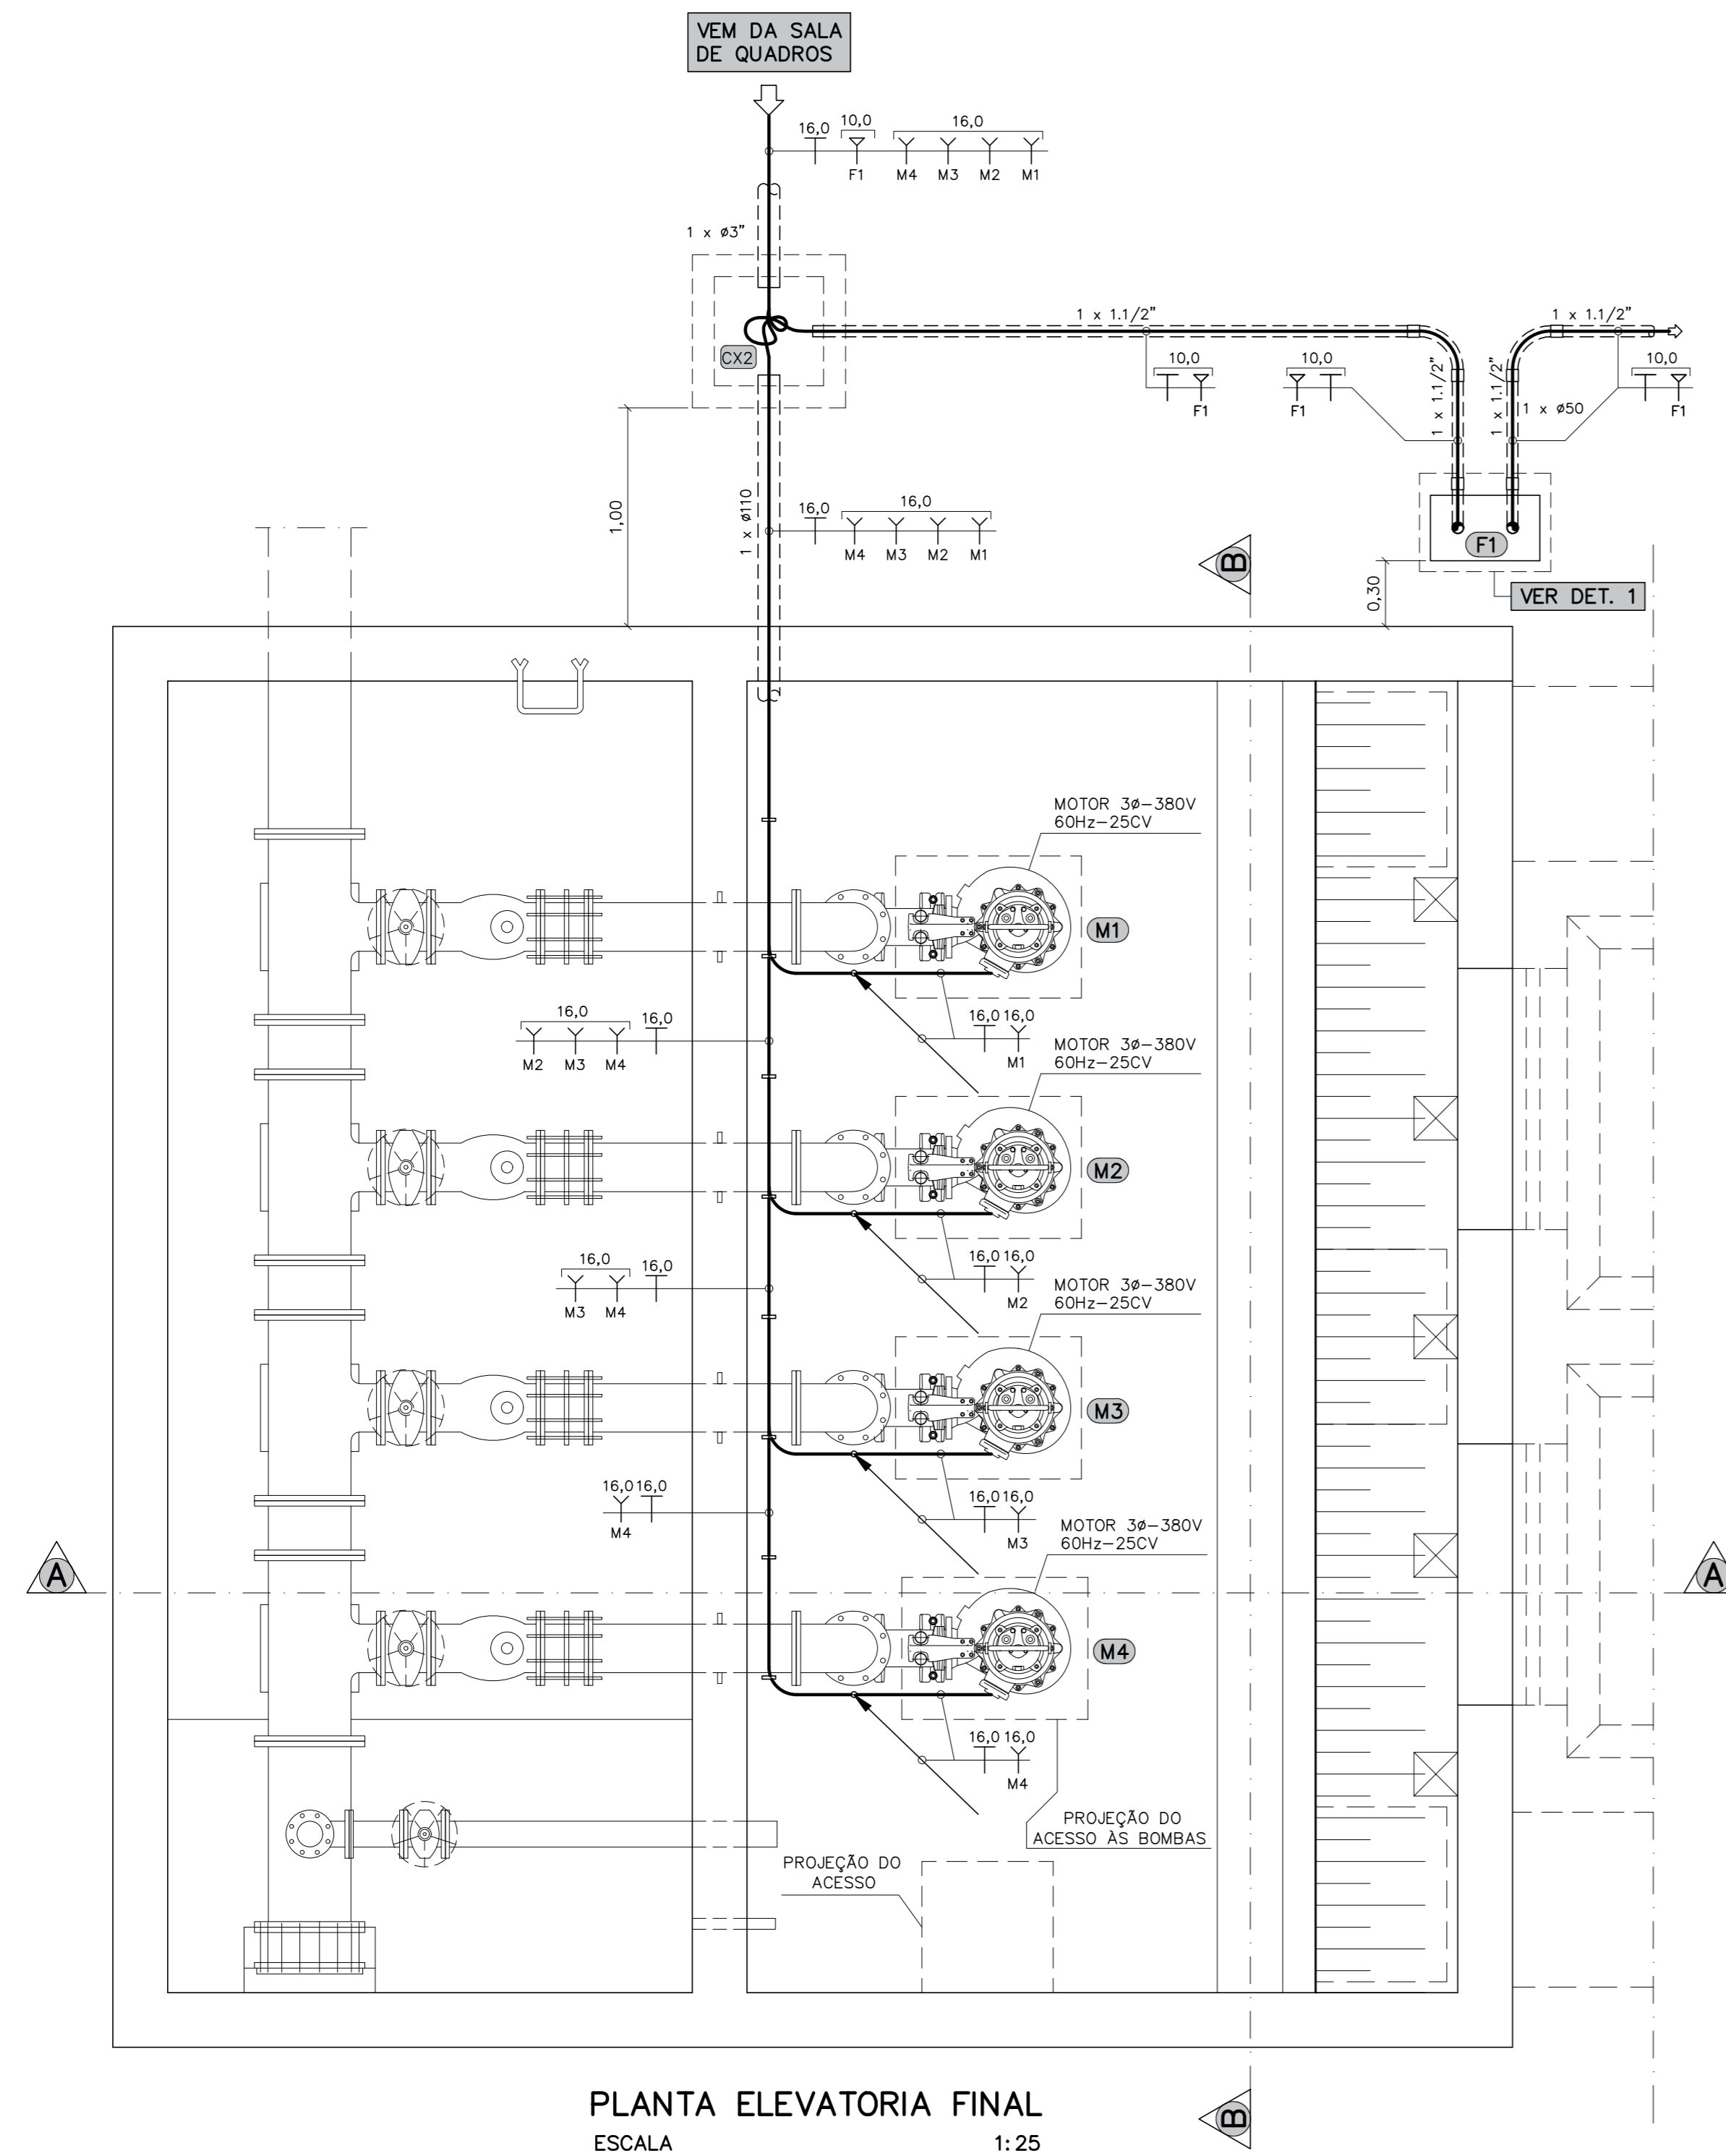 VEM DA SALA
DE QUADROS
16,0 10,0 16,0
F1 M4 M3 M2 M1
1 x ø3"
CX2
1 x 1.1/2"
1 x 1.1/2"
10,0
F1
10,0
F1
1 x 1.1/2"
1 x 1.1/2"
1 x ø50
10,0
F1
1,00
1 x ø110
16,0 16,0
M4 M3 M2 M1
B
F1
0,30
VER DET. 1
MOTOR 3ø-380V
60Hz-25CV
M1
16,0 16,0
M2 M3 M4
16,0 16,0
M1
MOTOR 3ø-380V
60Hz-25CV
M2
16,0 16,0
M3 M4
16,0 16,0
M2
MOTOR 3ø-380V
60Hz-25CV
M3
16,0 16,0
M4
16,0 16,0
M3
MOTOR 3ø-380V
60Hz-25CV
A
A
M4
16,0 16,0
M4
PROJEÇÃO DO
ACESSO ÀS BOMBAS
PROJEÇÃO DO
ACESSO
PLANTA ELEVATORIA FINAL
ESCALA 1:25
B